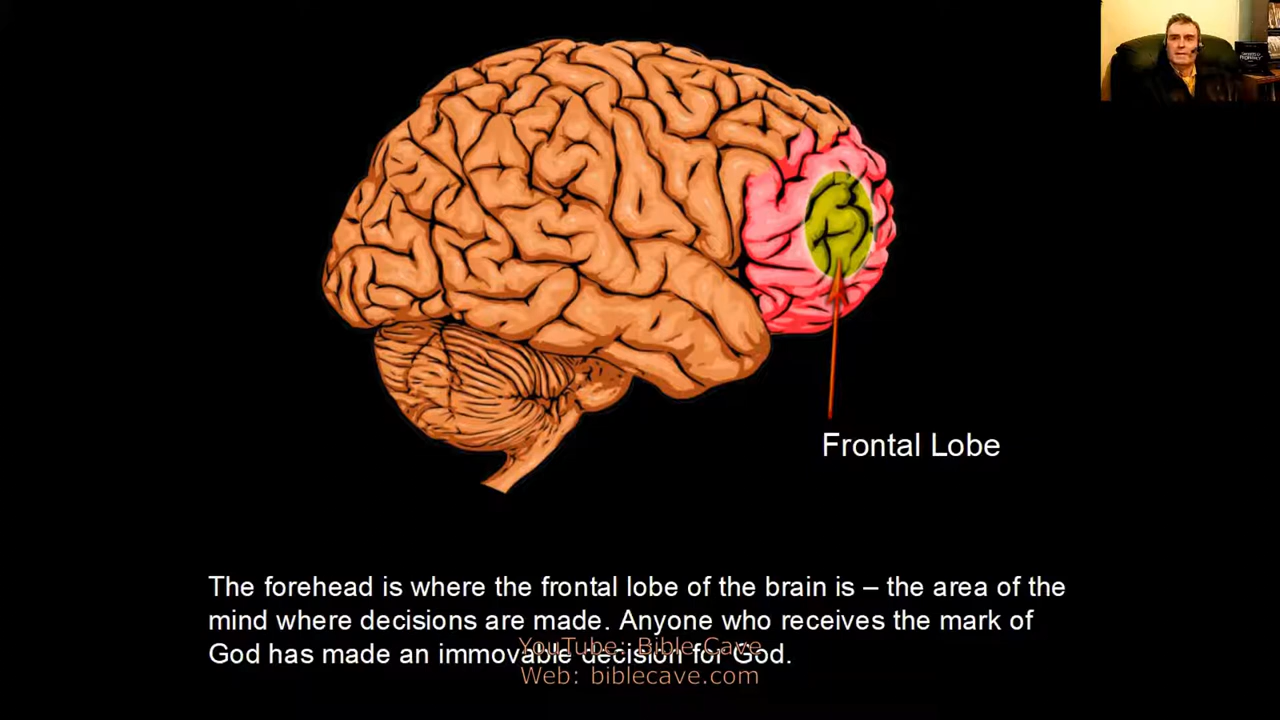 Frontal Lobe
The forehead is where the frontal lobe of the brain is – the area of the
mind where decisions are made. Anyone who receives the mark of
God has made an immovable decision for God.
YouTube: Bible Cave
Web: biblecave.com